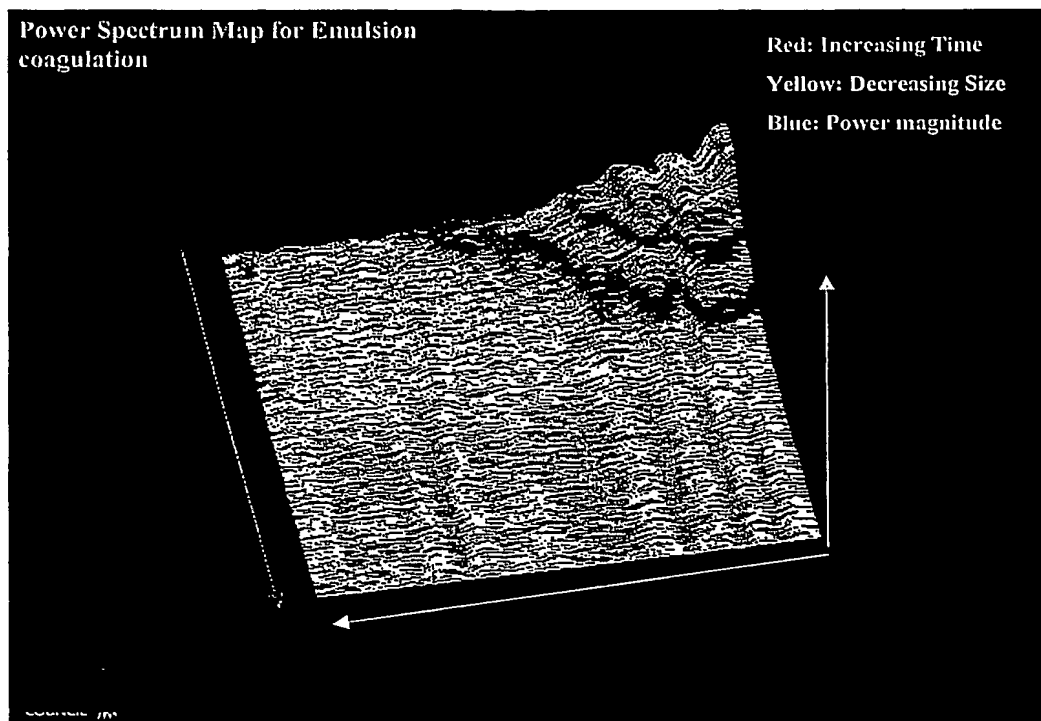 Power Spectrum Map for Emulsion
coagulation
Red: Increasing Time
Yellow: Decreasing Size
Blue: Power magnitude